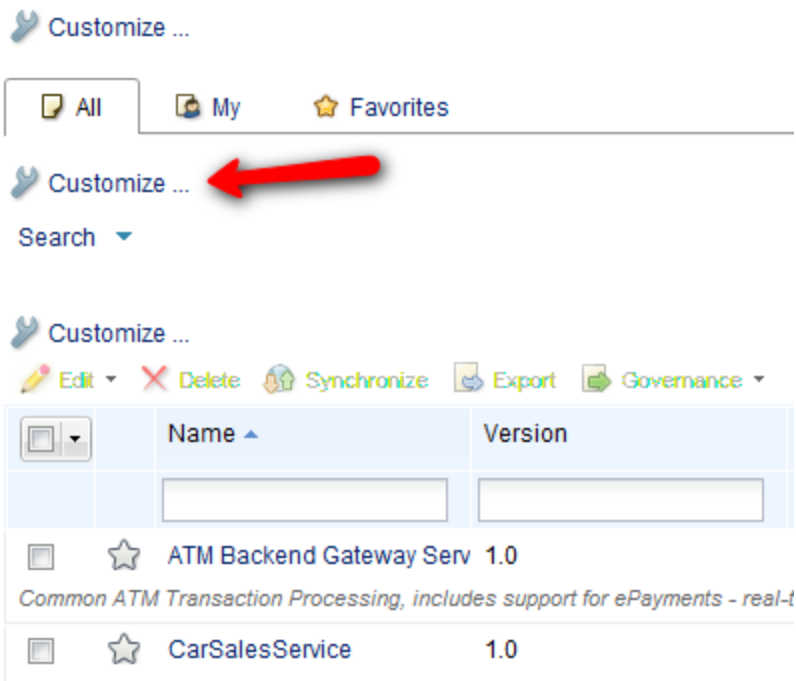 Customize ...
All My Favorites
Customize ...
Search
Customize ...
Edit Delete Synchronize Export Governance
Name Version
ATM Backend Gateway Serv 1.0
Common ATM Transaction Processing, includes support for ePayments - real-t
CarSalesService 1.0